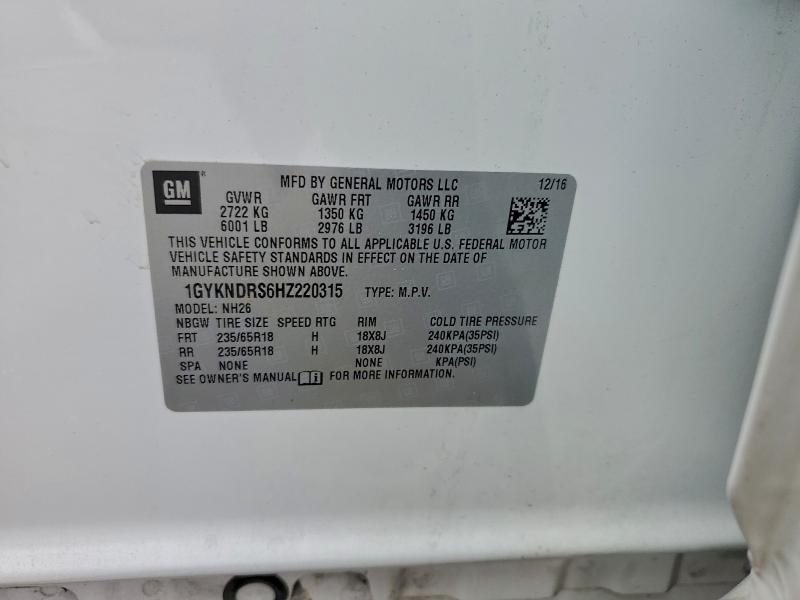 GM
MFD BY GENERAL MOTORS LLC 12/16
GVWR GAWR FRT GAWR RR
2722 KG 1350 KG 1450 KG
6001 LB 2976 LB 3196 LB
THIS VEHICLE CONFORMS TO ALL APPLICABLE U.S. FEDERAL MOTOR
VEHICLE SAFETY STANDARDS IN EFFECT ON THE DATE OF
MANUFACTURE SHOWN ABOVE.
1GYKNDRS6HZ220315 TYPE: M.P.V.
MODEL: NH26
NBGW TIRE SIZE SPEED RTG RIM COLD TIRE PRESSURE
FRT 235/65R18 H 18X8J 240KPA(35PSI)
RR 235/65R18 H 18X8J 240KPA(35PSI)
SPA NONE NONE KPA(PSI)
SEE OWNER'S MANUAL FOR MORE INFORMATION.